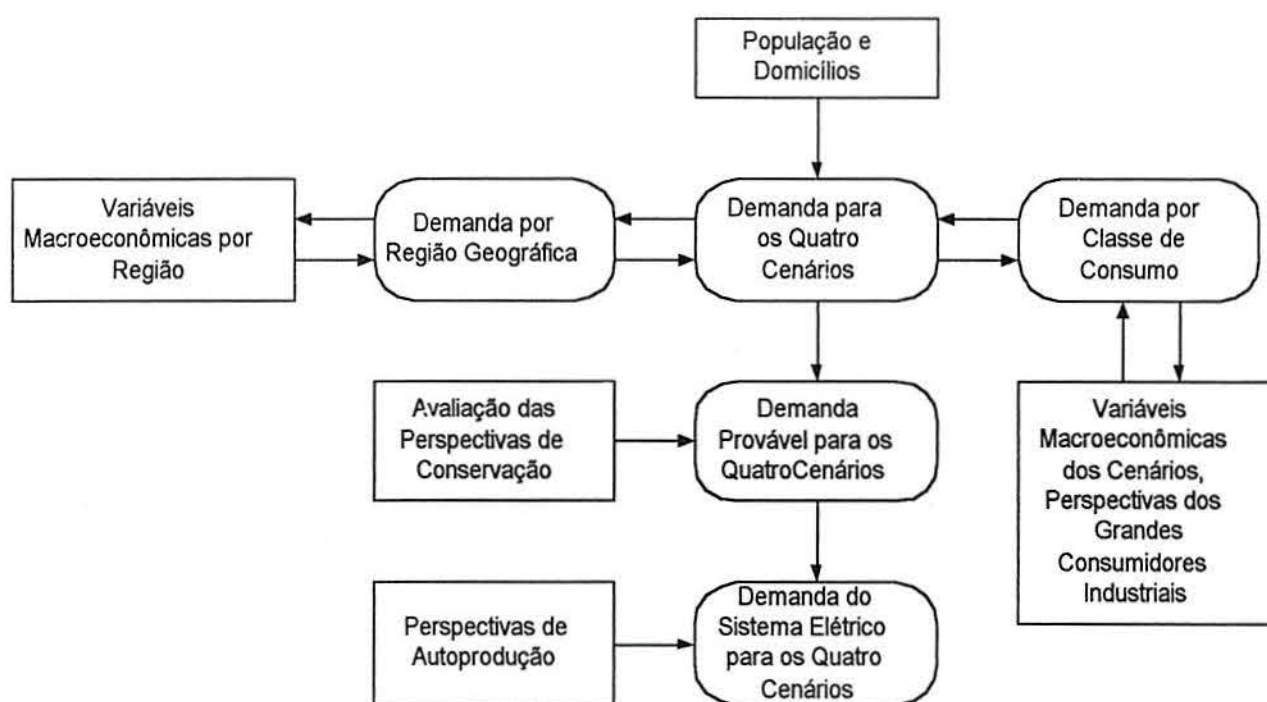 População e
Domicílios
Variáveis
Macroeconômicas por
Região
Demanda por
Região Geográfica
Demanda para
os Quatro
Cenários
Demanda por
Classe de
Consumo
Avaliação das
Perspectivas de
Conservação
Demanda
Provável para os
QuatroCenários
Variáveis
Macroeconômicas
dos Cenários,
Perspectivas dos
Grandes
Consumidores
Industriais
Perspectivas de
Autoprodução
Demanda do
Sistema Elétrico
para os Quatro
Cenários